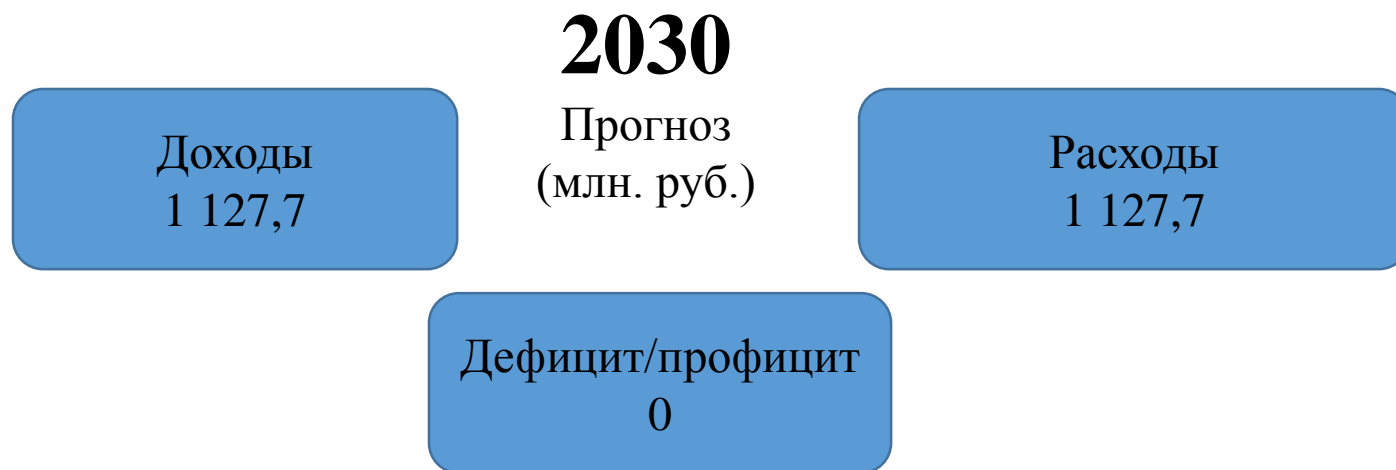 2030
Прогноз
(млн. руб.)
Доходы
1 127,7
Расходы
1 127,7
Дефицит/профицит
0